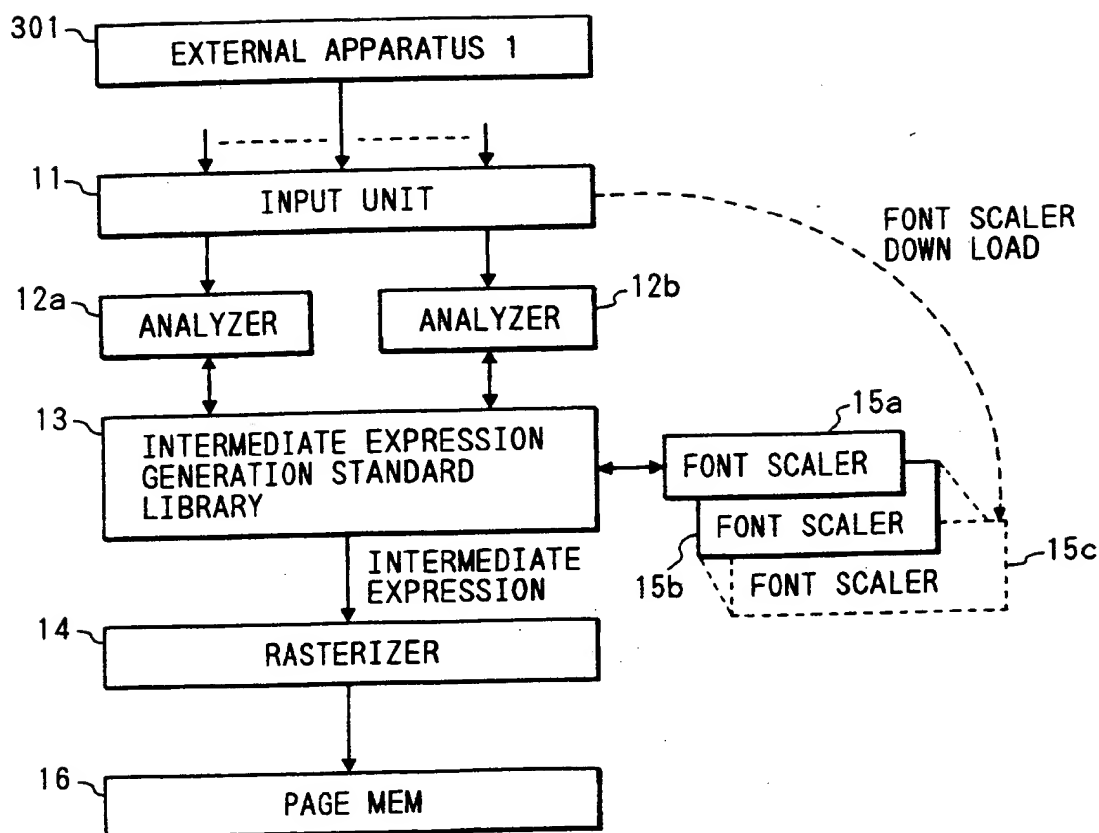 301
EXTERNAL APPARATUS 1
11
INPUT UNIT
FONT SCALER
DOWN LOAD
12a
ANALYZER
12b
ANALYZER
13
INTERMEDIATE EXPRESSION
GENERATION STANDARD
LIBRARY
15a
FONT SCALER
FONT SCALER
15b
FONT SCALER
15c
INTERMEDIATE
EXPRESSION
14
RASTERIZER
16
PAGE MEM